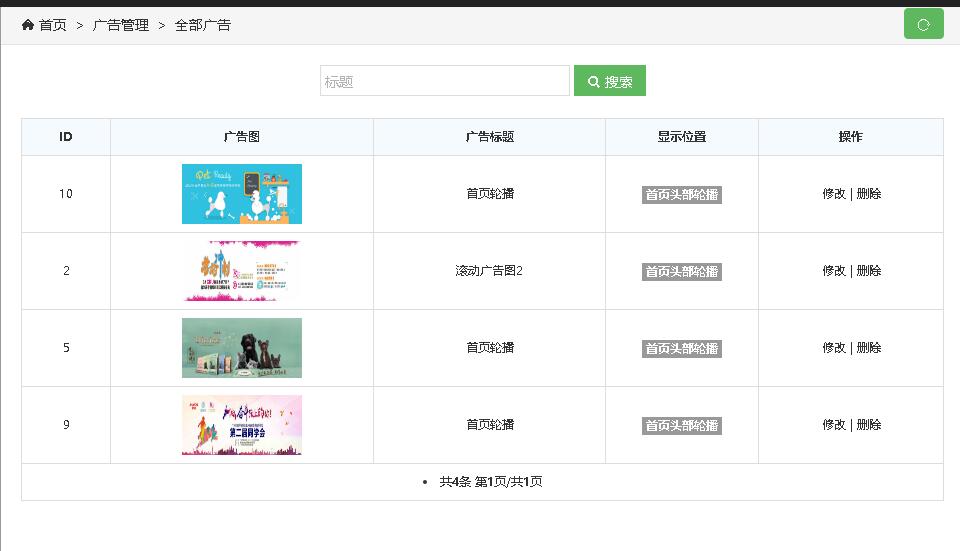 首页 > 广告管理 > 全部广告
标题 搜索
ID 广告图 广告标题 显示位置 操作
Pet Ready
10 首页轮播 首页头部轮播 修改 | 删除
2 滚动广告图2 首页头部轮播 修改 | 删除
5 首页轮播 首页头部轮播 修改 | 删除
第二届同学会
9 首页轮播 首页头部轮播 修改 | 删除
• 共4条 第1页/共1页